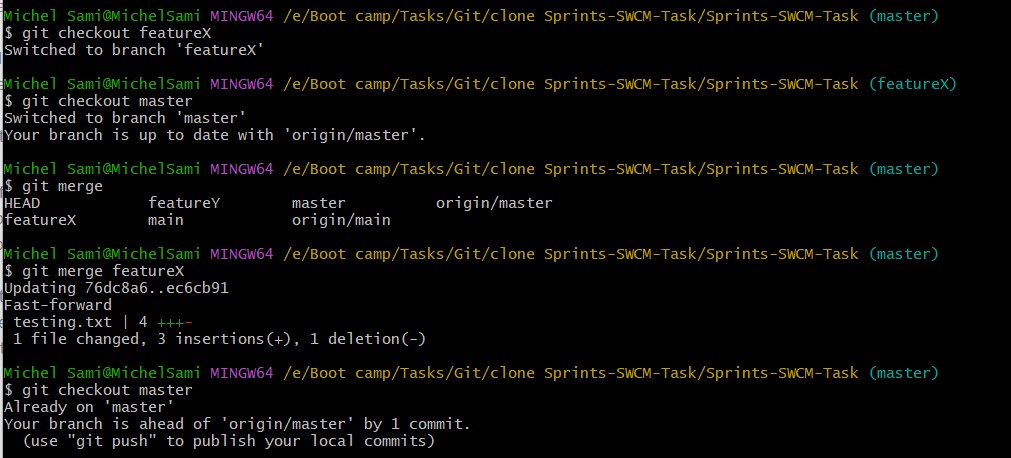 Michel Sami@MichelSami MINGW64 /e/Boot camp/Tasks/Git/clone Sprints-SWCM-Task/Sprints-SWCM-Task (master)
$ git checkout featureX
Switched to branch 'featureX'
Michel Sami@MichelSami MINGW64 /e/Boot camp/Tasks/Git/clone Sprints-SWCM-Task/Sprints-SWCM-Task (featureX)
$ git checkout master
Switched to branch 'master'
Your branch is up to date with 'origin/master'.
Michel Sami@MichelSami MINGW64 /e/Boot camp/Tasks/Git/clone Sprints-SWCM-Task/Sprints-SWCM-Task (master)
$ git merge
HEAD featureY master origin/master
featureX main origin/main
Michel Sami@MichelSami MINGW64 /e/Boot camp/Tasks/Git/clone Sprints-SWCM-Task/Sprints-SWCM-Task (master)
$ git merge featureX
Updating 76dc8a6..ec6cb91
Fast-forward
testing.txt | 4 +++-
1 file changed, 3 insertions(+), 1 deletion(-)
Michel Sami@MichelSami MINGW64 /e/Boot camp/Tasks/Git/clone Sprints-SWCM-Task/Sprints-SWCM-Task (master)
$ git checkout master
Already on 'master'
Your branch is ahead of 'origin/master' by 1 commit.
(use "git push" to publish your local commits)